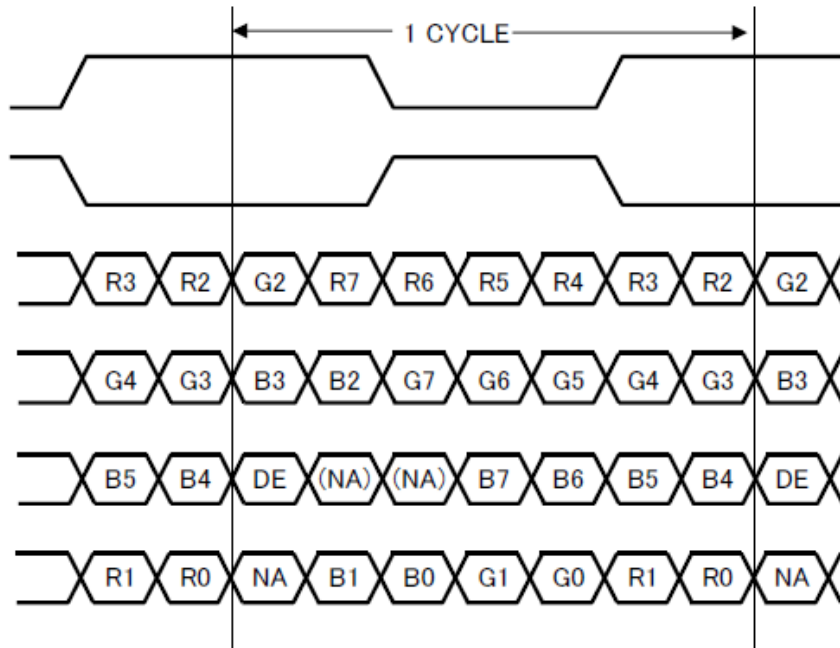 1 CYCLE
R3 R2 G2 R7 R6 R5 R4 R3 R2 G2
G4 G3 B3 B2 G7 G6 G5 G4 G3 B3
B5 B4 DE (NA) (NA) B7 B6 B5 B4 DE
R1 R0 NA B1 B0 G1 G0 R1 R0 NA